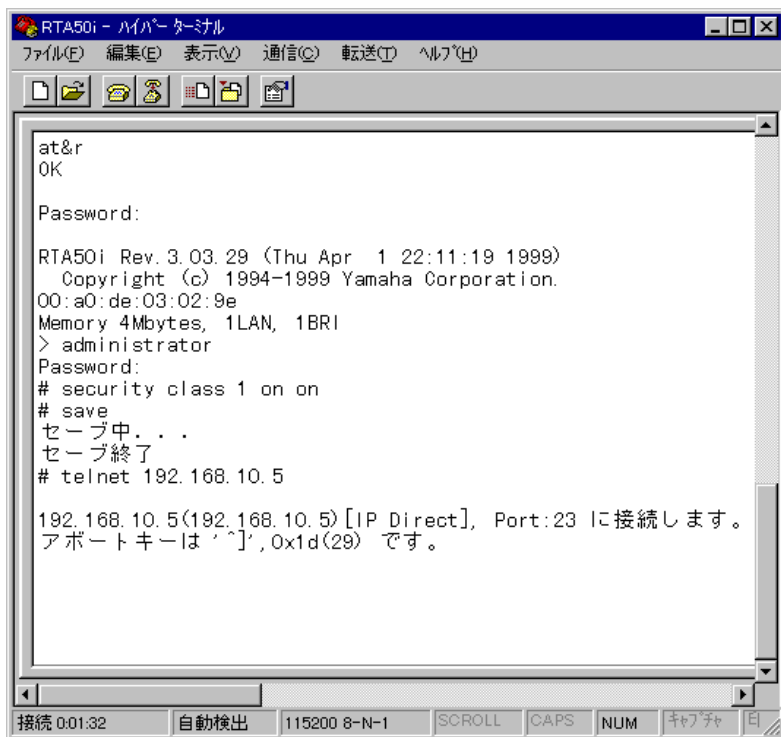 RTA50i - ハイパー ターミナル
ファイル(F) 編集(E) 表示(V) 通信(C) 転送(T) ヘルプ(H)
at&r
OK
Password:
RTA50i Rev.3.03.29 (Thu Apr  1 22:11:19 1999)
Copyright (c) 1994-1999 Yamaha Corporation.
00:a0:de:03:02:9e
Memory 4Mbytes, 1LAN, 1BRI
> administrator
Password:
# security class 1 on on
# save
セーブ中. . .
セーブ終了
# telnet 192.168.10.5
192.168.10.5(192.168.10.5)[IP Direct], Port:23 に接続します。
アボートキーは '^]',0x1d(29) です。
接続 0:01:32 自動検出 115200 8-N-1 SCROLL CAPS NUM キャプチャ 印